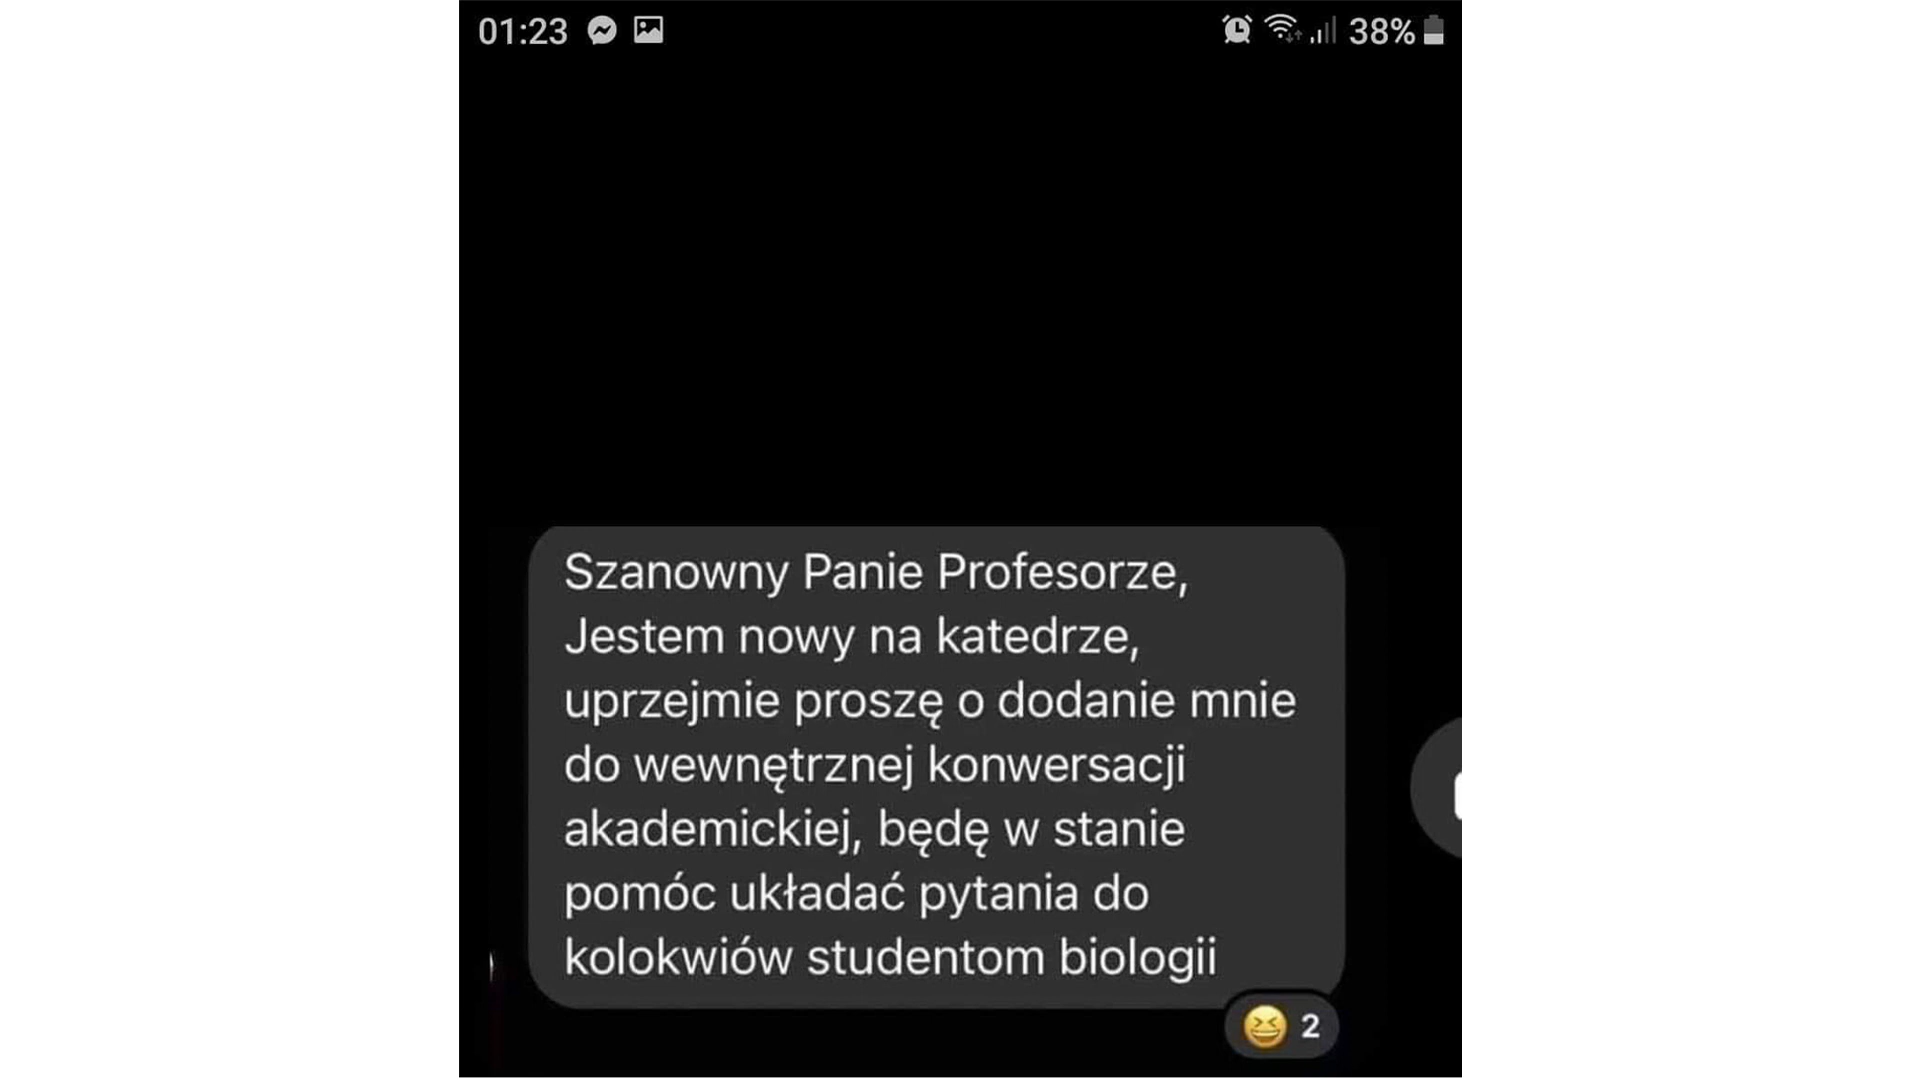 01:23 38%
Szanowny Panie Profesorze,
Jestem nowy na katedrze,
uprzejmie proszę o dodanie mnie
do wewnętrznej konwersacji
akademickiej, będę w stanie
pomóc układać pytania do
kolokwiów studentom biologii
2